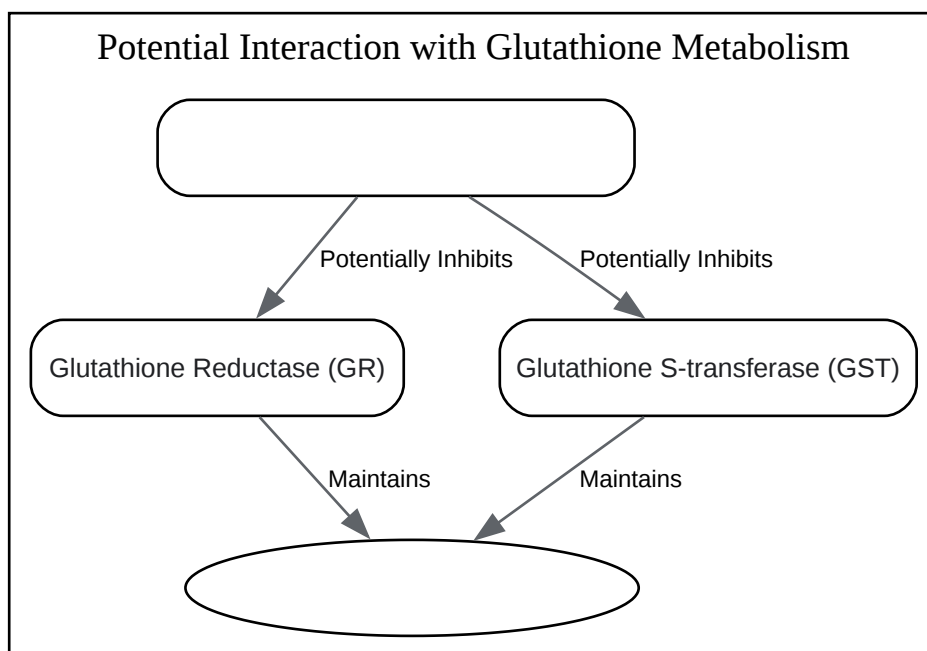 Potential Interaction with Glutathione Metabolism
Potentially Inhibits
Potentially Inhibits
Glutathione Reductase (GR)
Glutathione S-transferase (GST)
Maintains
Maintains